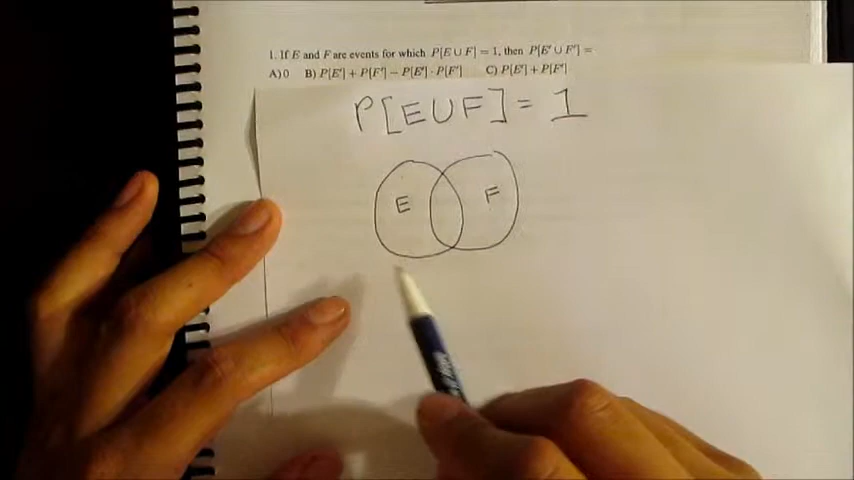 1. If E and F are events for which P[E ∪ F] = 1, then P[E' ∪ F'] =
A) 0 B) P[E'] + P[F'] − P[E'] · P[F'] C) P[E'] + P[F']
P[E∪F] = 1
E F